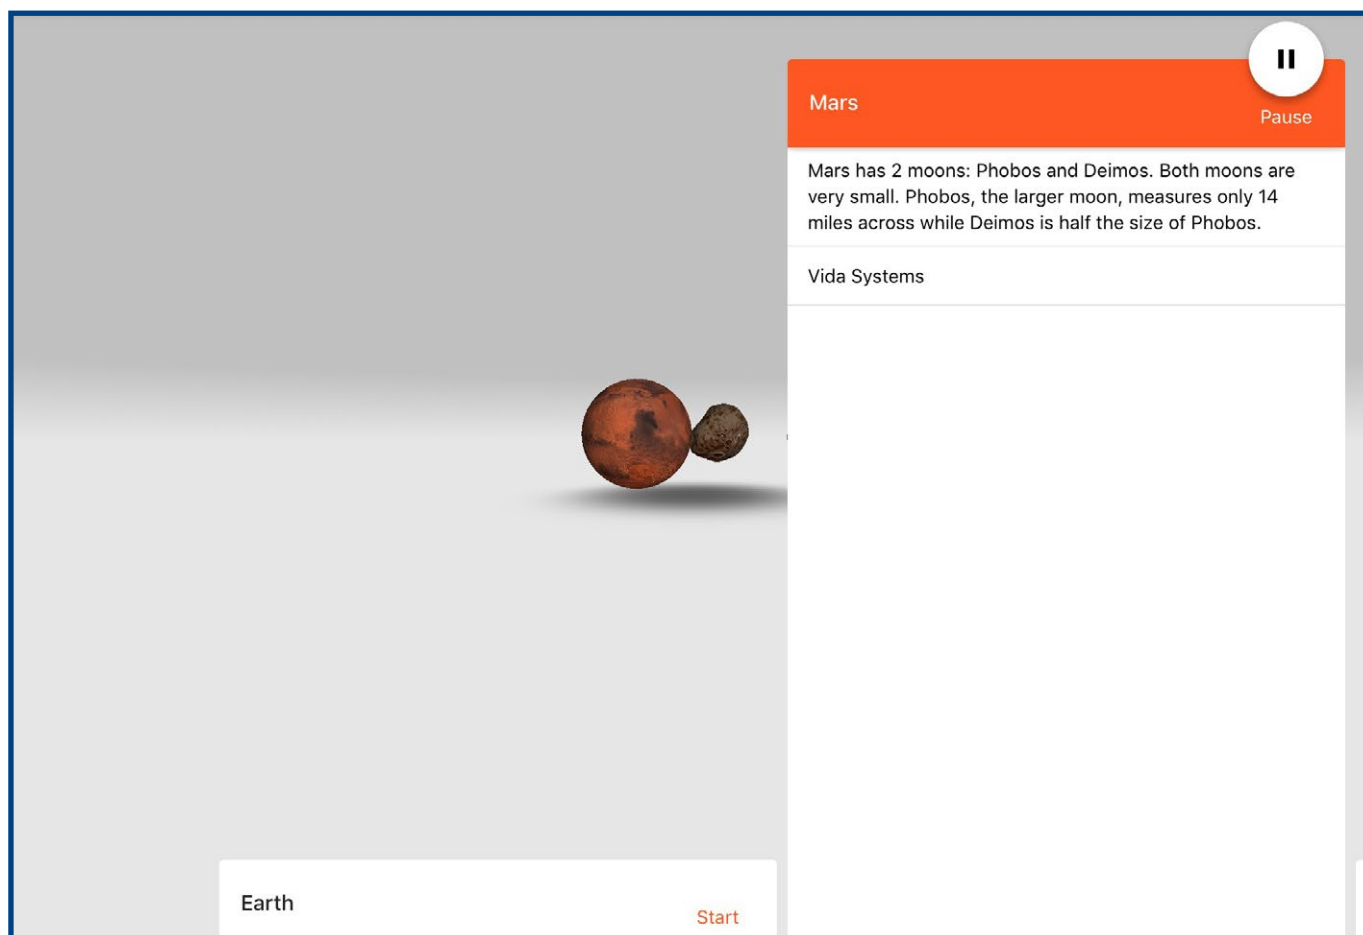 Mars
Pause
Mars has 2 moons: Phobos and Deimos. Both moons are
very small. Phobos, the larger moon, measures only 14
miles across while Deimos is half the size of Phobos.
Vida Systems
Earth
Start